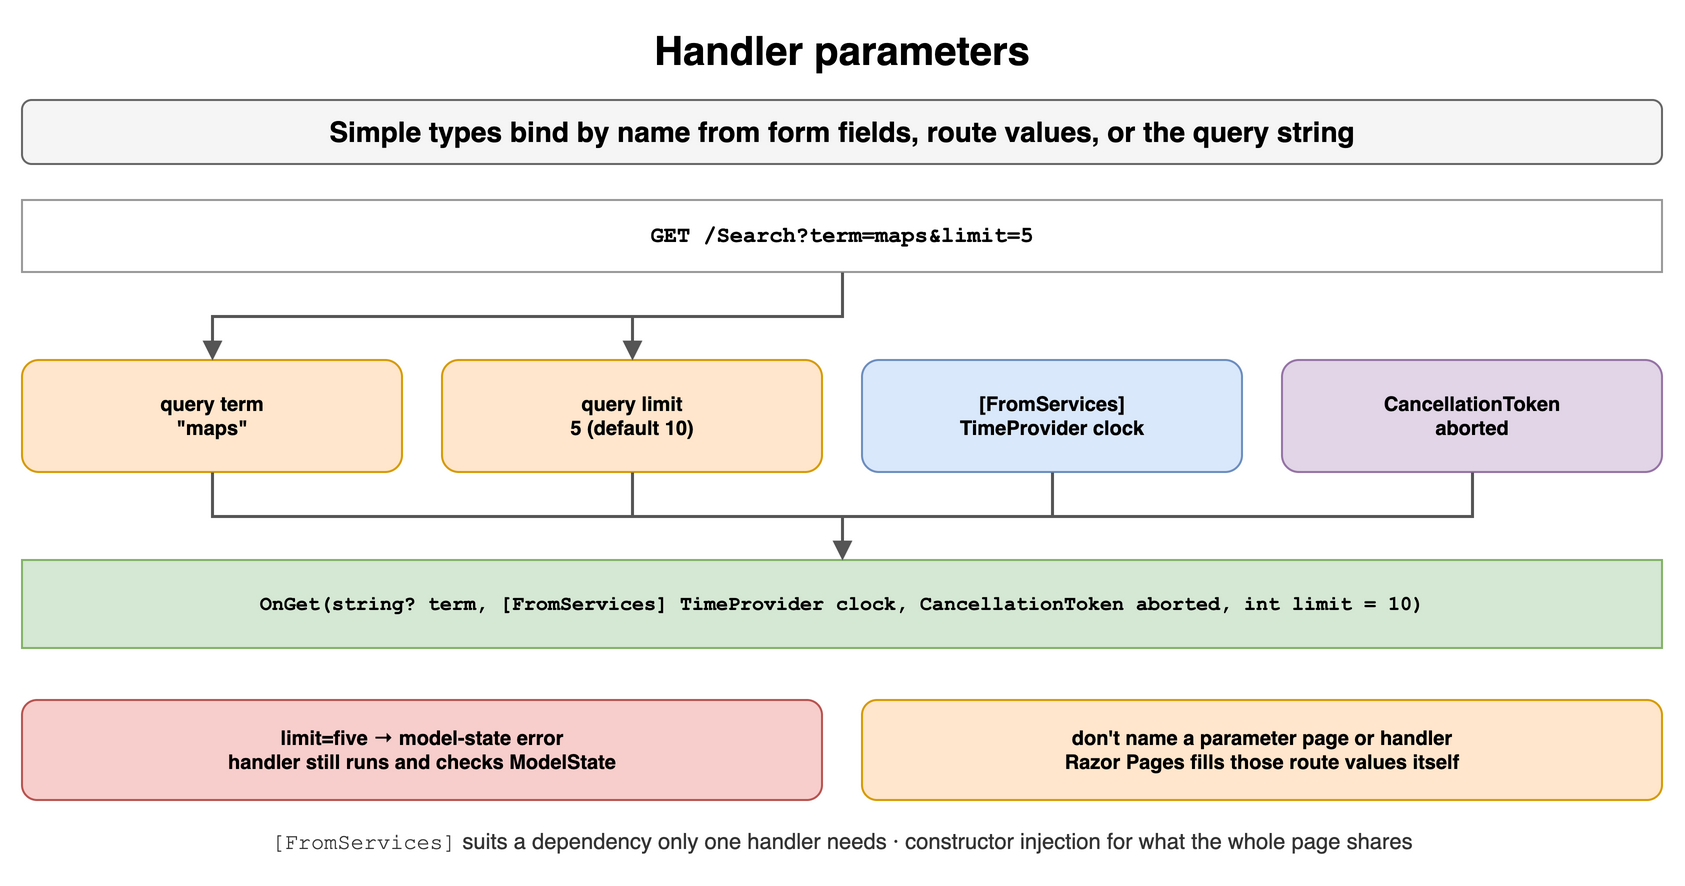 Handler parameters
Simple types bind by name from form fields, route values, or the query string
GET /Search?term=maps&limit=5
query term
"maps"
query limit
5 (default 10)
[FromServices]
TimeProvider clock
CancellationToken
aborted
OnGet(string? term, [FromServices] TimeProvider clock, CancellationToken aborted, int limit = 10)
limit=five → model-state error
handler still runs and checks ModelState
don't name a parameter page or handler
Razor Pages fills those route values itself
[FromServices] suits a dependency only one handler needs · constructor injection for what the whole page shares